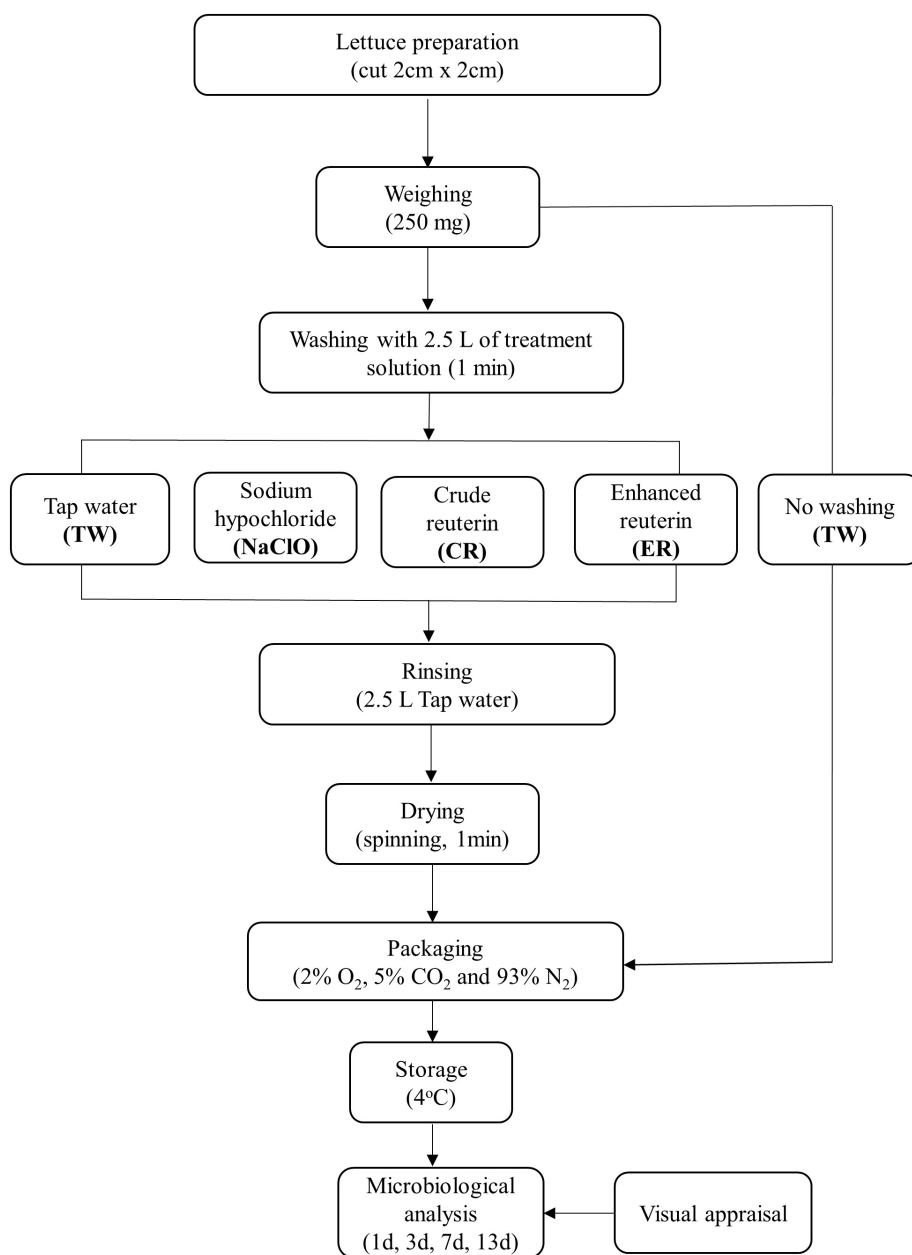 Lettuce preparation
(cut 2cm x 2cm)
Weighing
(250 mg)
Washing with 2.5 L of treatment
solution (1 min)
Tap water
(TW)
Sodium
hypochloride
(NaClO)
Crude
reuterin
(CR)
Enhanced
reuterin
(ER)
No washing
(TW)
Rinsing
(2.5 L Tap water)
Drying
(spinning, 1min)
Packaging
(2% O₂, 5% CO₂ and 93% N₂)
Storage
(4ᵒC)
Microbiological
analysis
(1d, 3d, 7d, 13d)
Visual appraisal